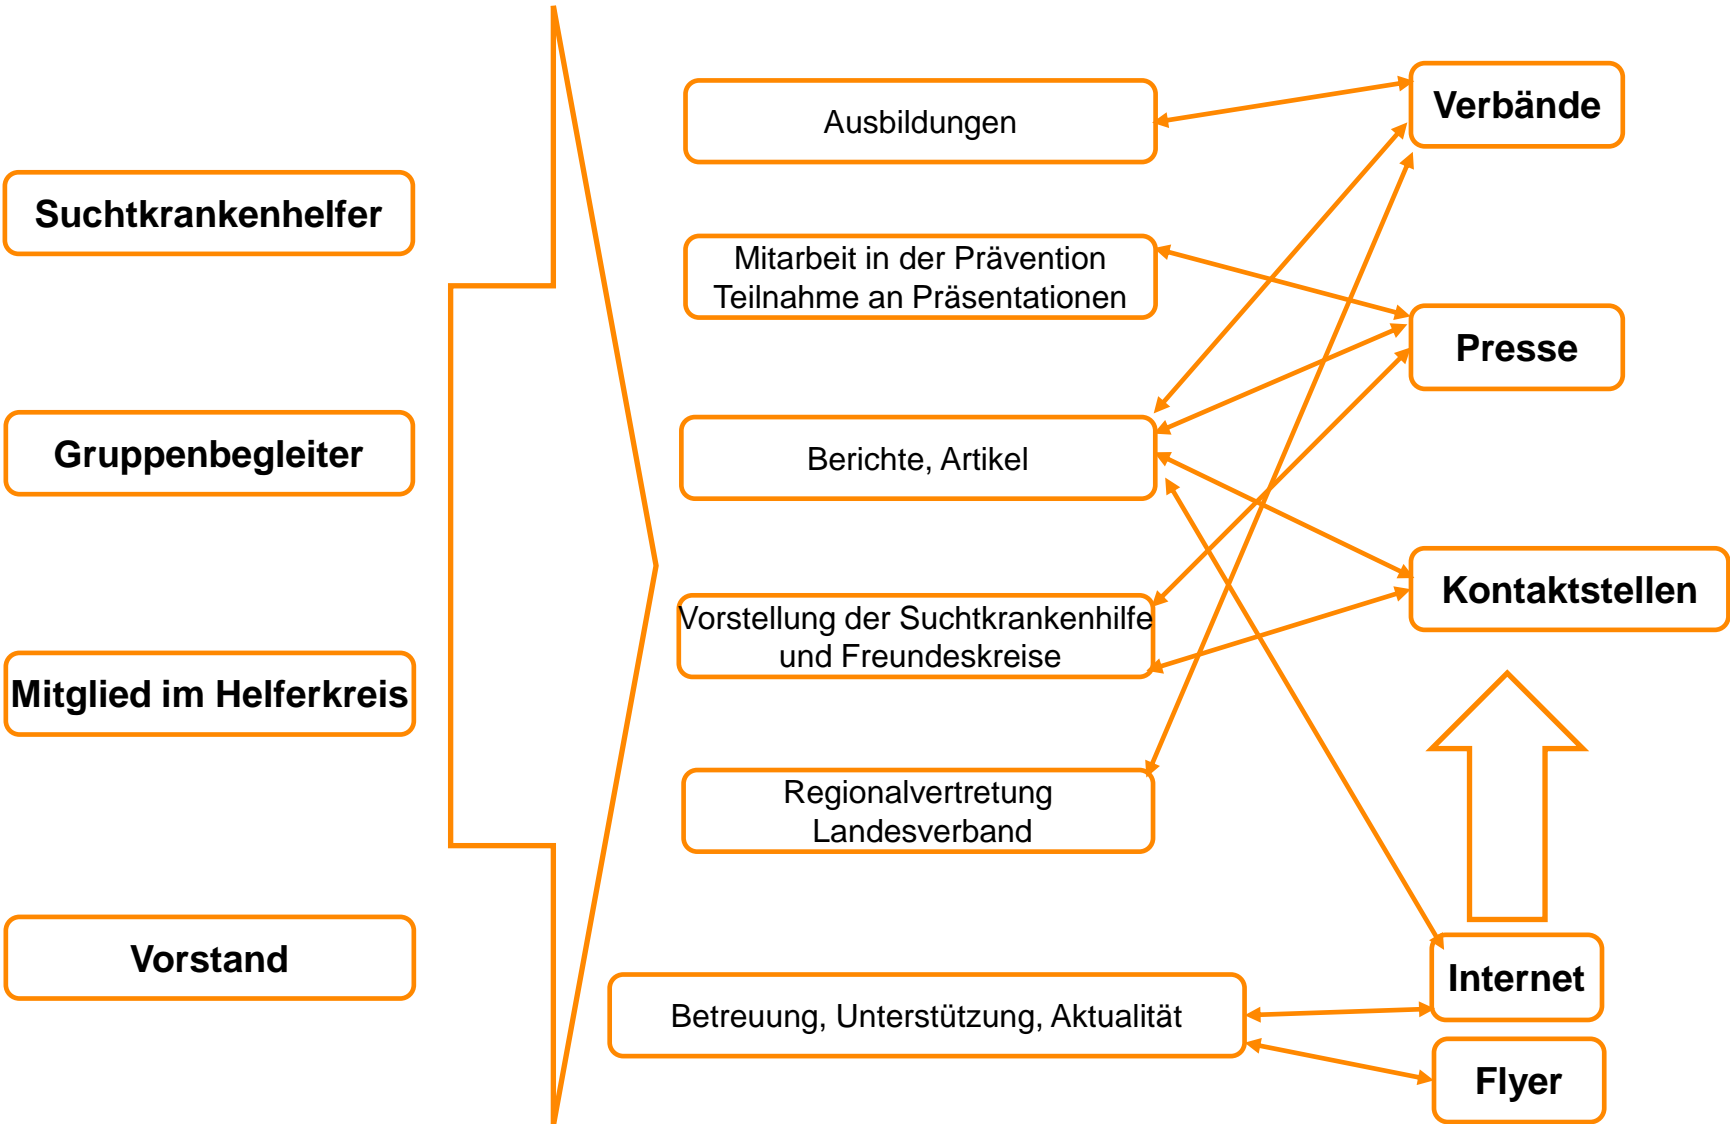 Suchtkrankenhelfer
Gruppenbegleiter
Mitglied im Helferkreis
Vorstand
Ausbildungen
Mitarbeit in der Prävention
Teilnahme an Präsentationen
Berichte, Artikel
Vorstellung der Suchtkrankenhilfe
und Freundeskreise
Regionalvertretung
Landesverband
Betreuung, Unterstützung, Aktualität
Verbände
Presse
Kontaktstellen
Internet
Flyer